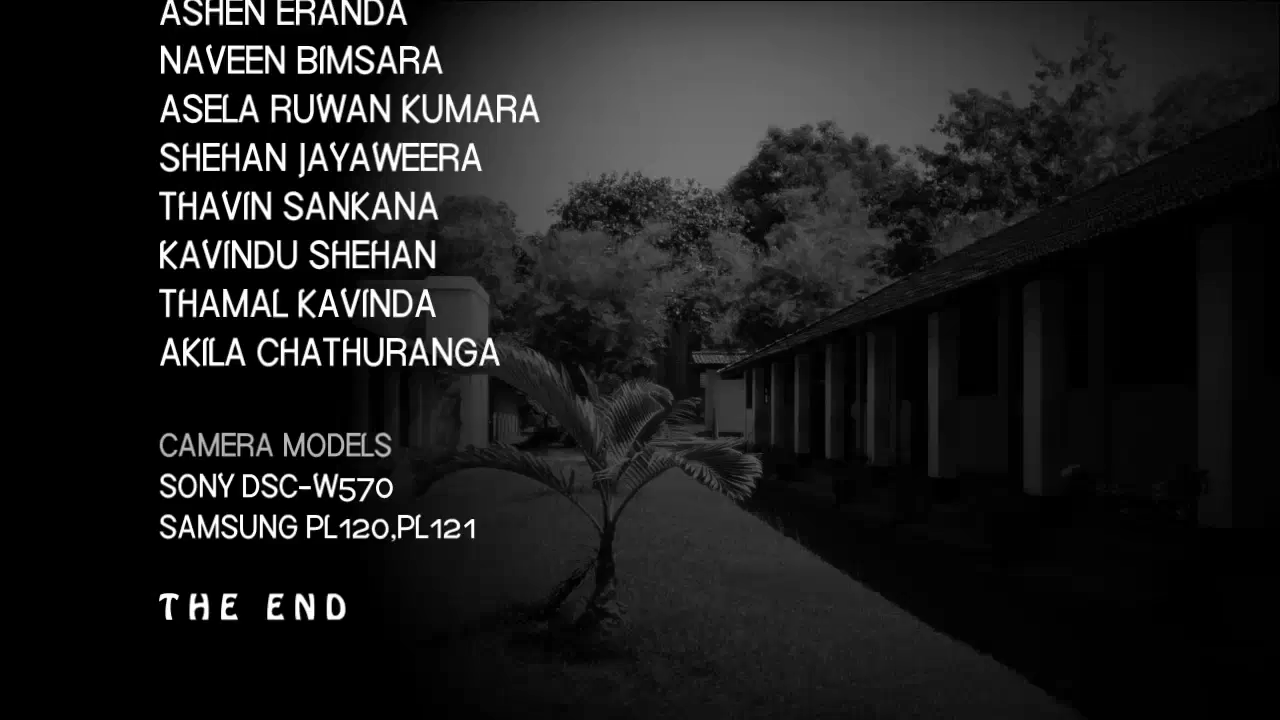 ASHEN ERANDA
NAVEEN BIMSARA
ASELA RUWAN KUMARA
SHEHAN JAYAWEERA
THAVIN SANKANA
KAVINDU SHEHAN
THAMAL KAVINDA
AKILA CHATHURANGA
CAMERA MODELS
SONY DSC-W570
SAMSUNG PL120,PL121
THE END